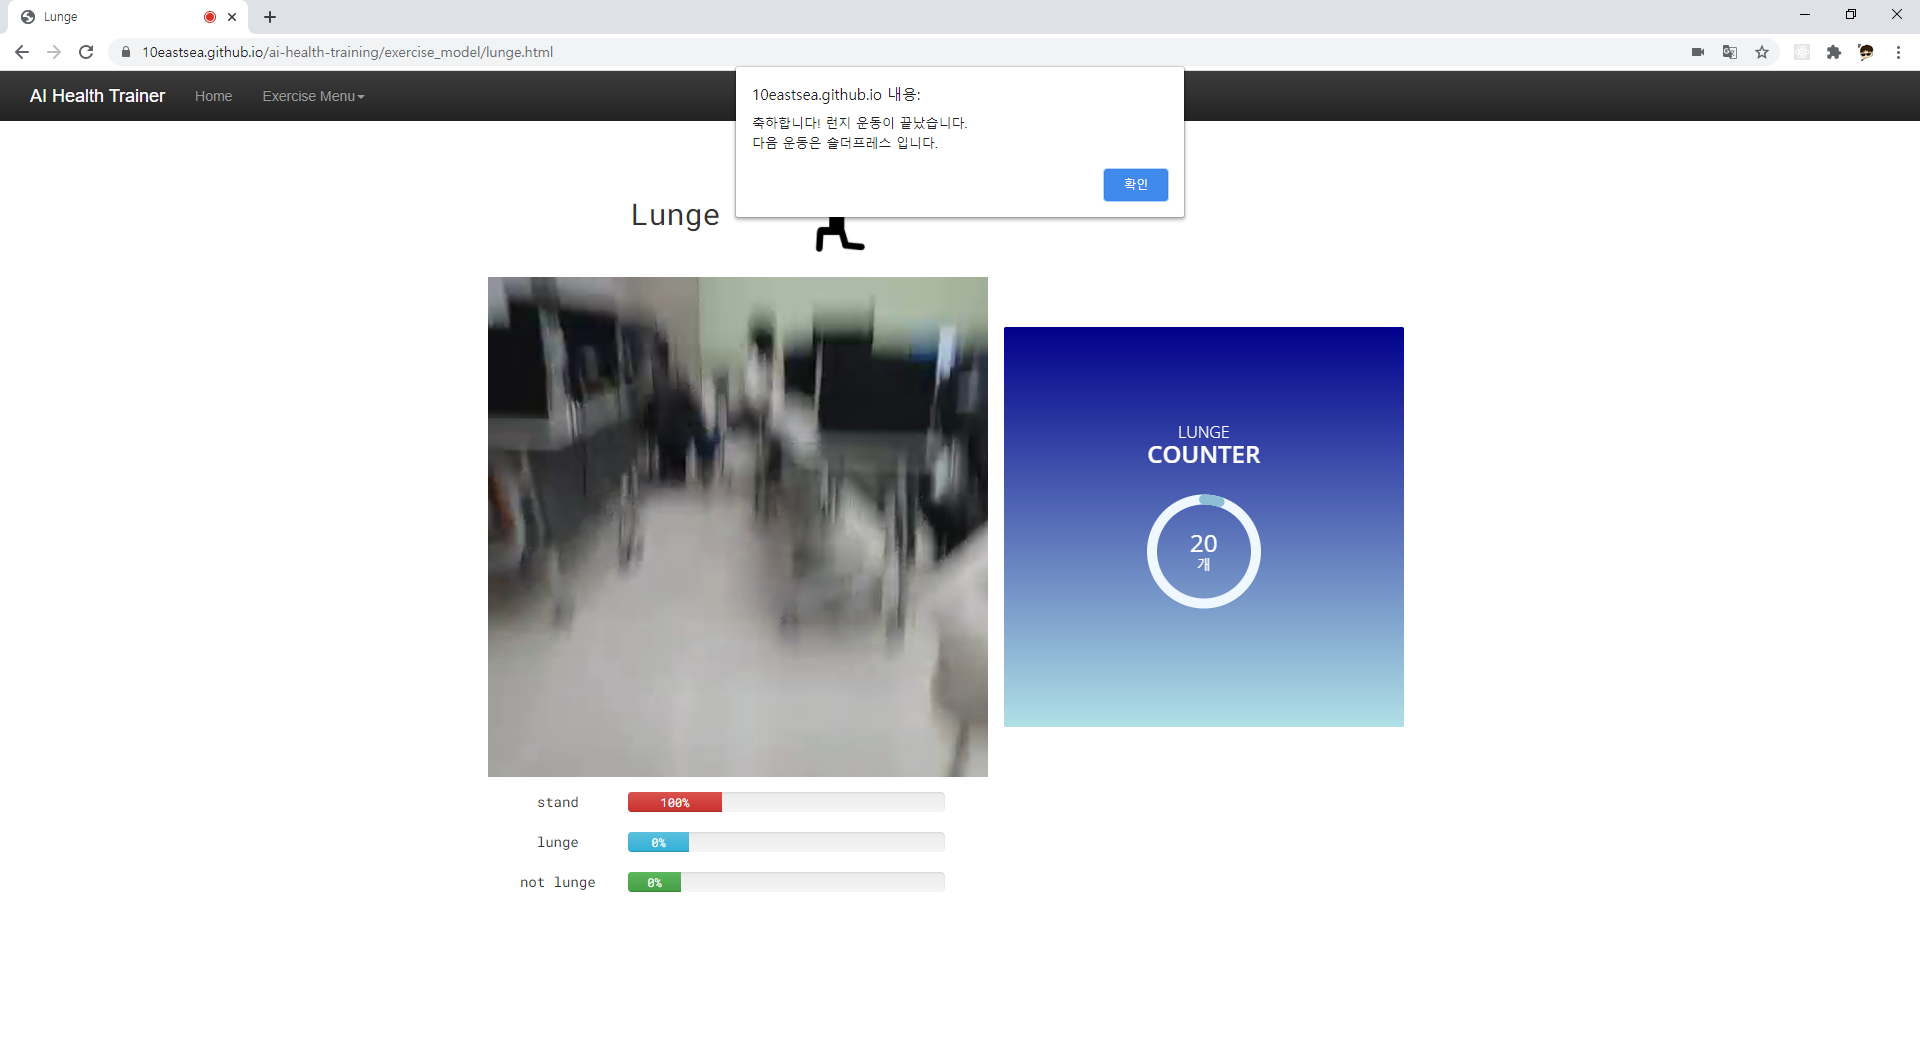 Lunge
10eastsea.github.io/ai-health-training/exercise_model/lunge.html
AI Health Trainer Home Exercise Menu
10eastsea.github.io 내용:
축하합니다! 런지 운동이 끝났습니다.
다음 운동은 숄더프레스 입니다.
확인
Lunge
LUNGE
COUNTER
20
개
stand 100%
lunge 0%
not lunge 0%